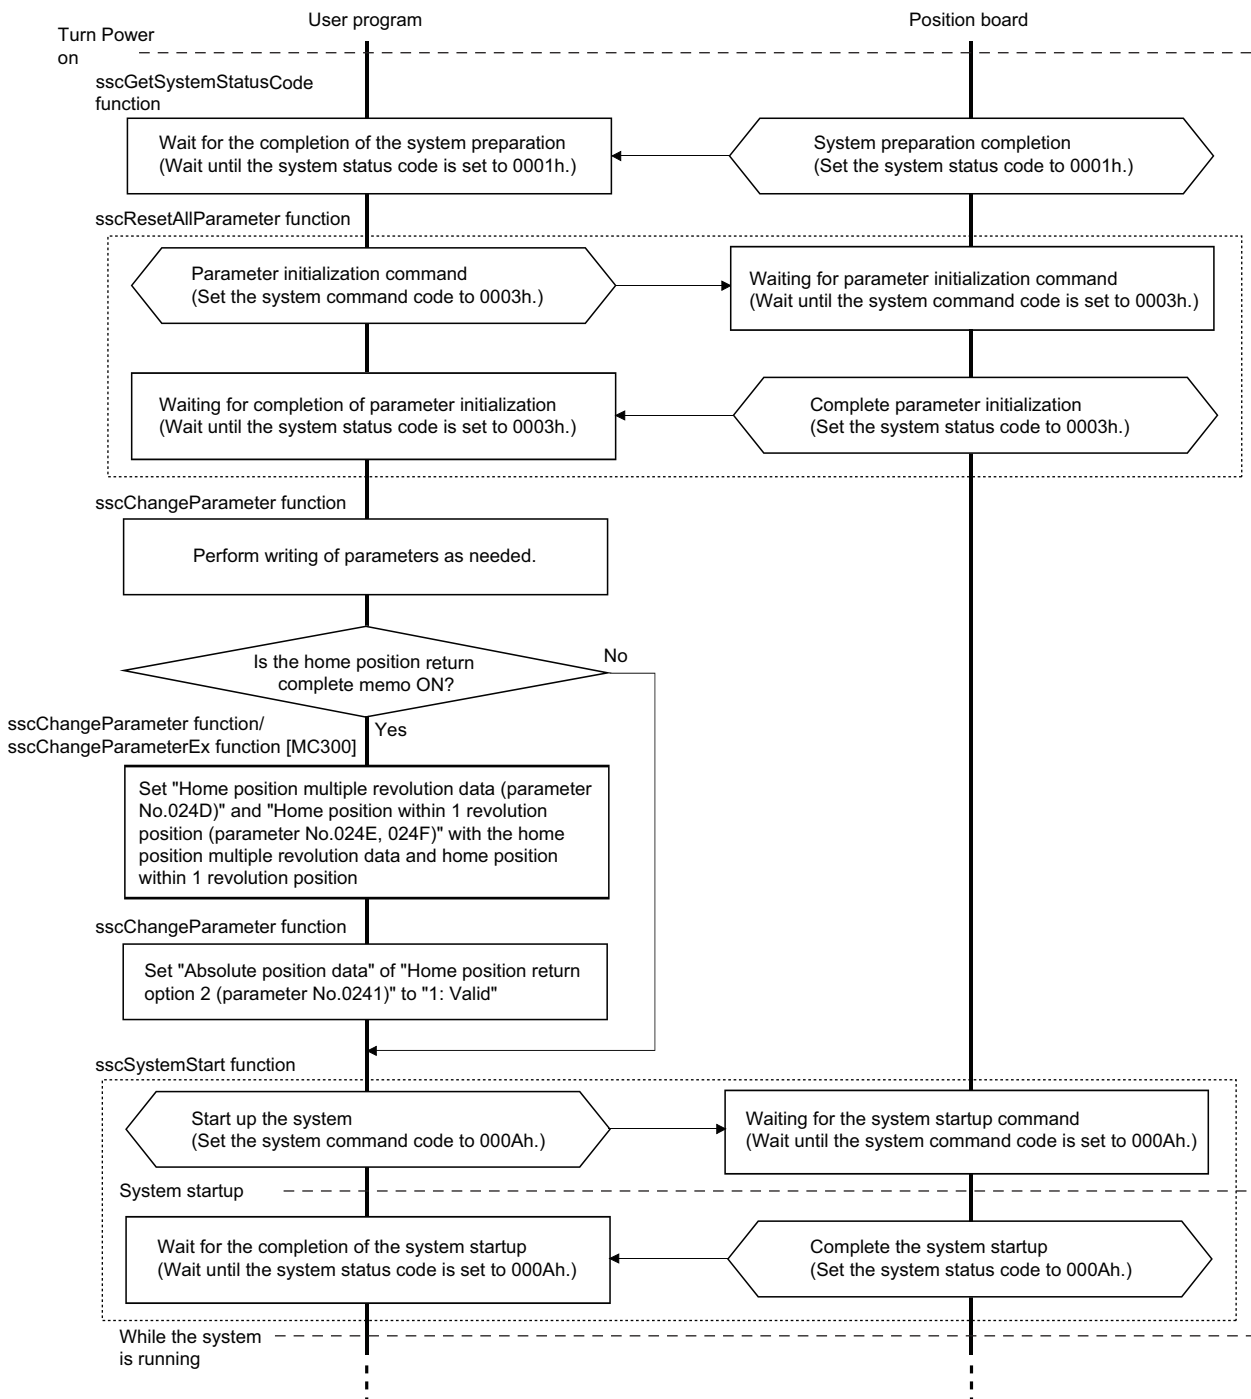 User program
Position board
Turn Power
on
sscGetSystemStatusCode
function
Wait for the completion of the system preparation
(Wait until the system status code is set to 0001h.)
System preparation completion
(Set the system status code to 0001h.)
sscResetAllParameter function
Parameter initialization command
(Set the system command code to 0003h.)
Waiting for parameter initialization command
(Wait until the system command code is set to 0003h.)
Waiting for completion of parameter initialization
(Wait until the system status code is set to 0003h.)
Complete parameter initialization
(Set the system status code to 0003h.)
sscChangeParameter function
Perform writing of parameters as needed.
Is the home position return
complete memo ON?
No
Yes
sscChangeParameter function/
sscChangeParameterEx function [MC300]
Set "Home position multiple revolution data (parameter
No.024D)" and "Home position within 1 revolution
position (parameter No.024E, 024F)" with the home
position multiple revolution data and home position
within 1 revolution position
sscChangeParameter function
Set "Absolute position data" of "Home position return
option 2 (parameter No.0241)" to "1: Valid"
sscSystemStart function
Start up the system
(Set the system command code to 000Ah.)
Waiting for the system startup command
(Wait until the system command code is set to 000Ah.)
System startup
Wait for the completion of the system startup
(Wait until the system status code is set to 000Ah.)
Complete the system startup
(Set the system status code to 000Ah.)
While the system
is running